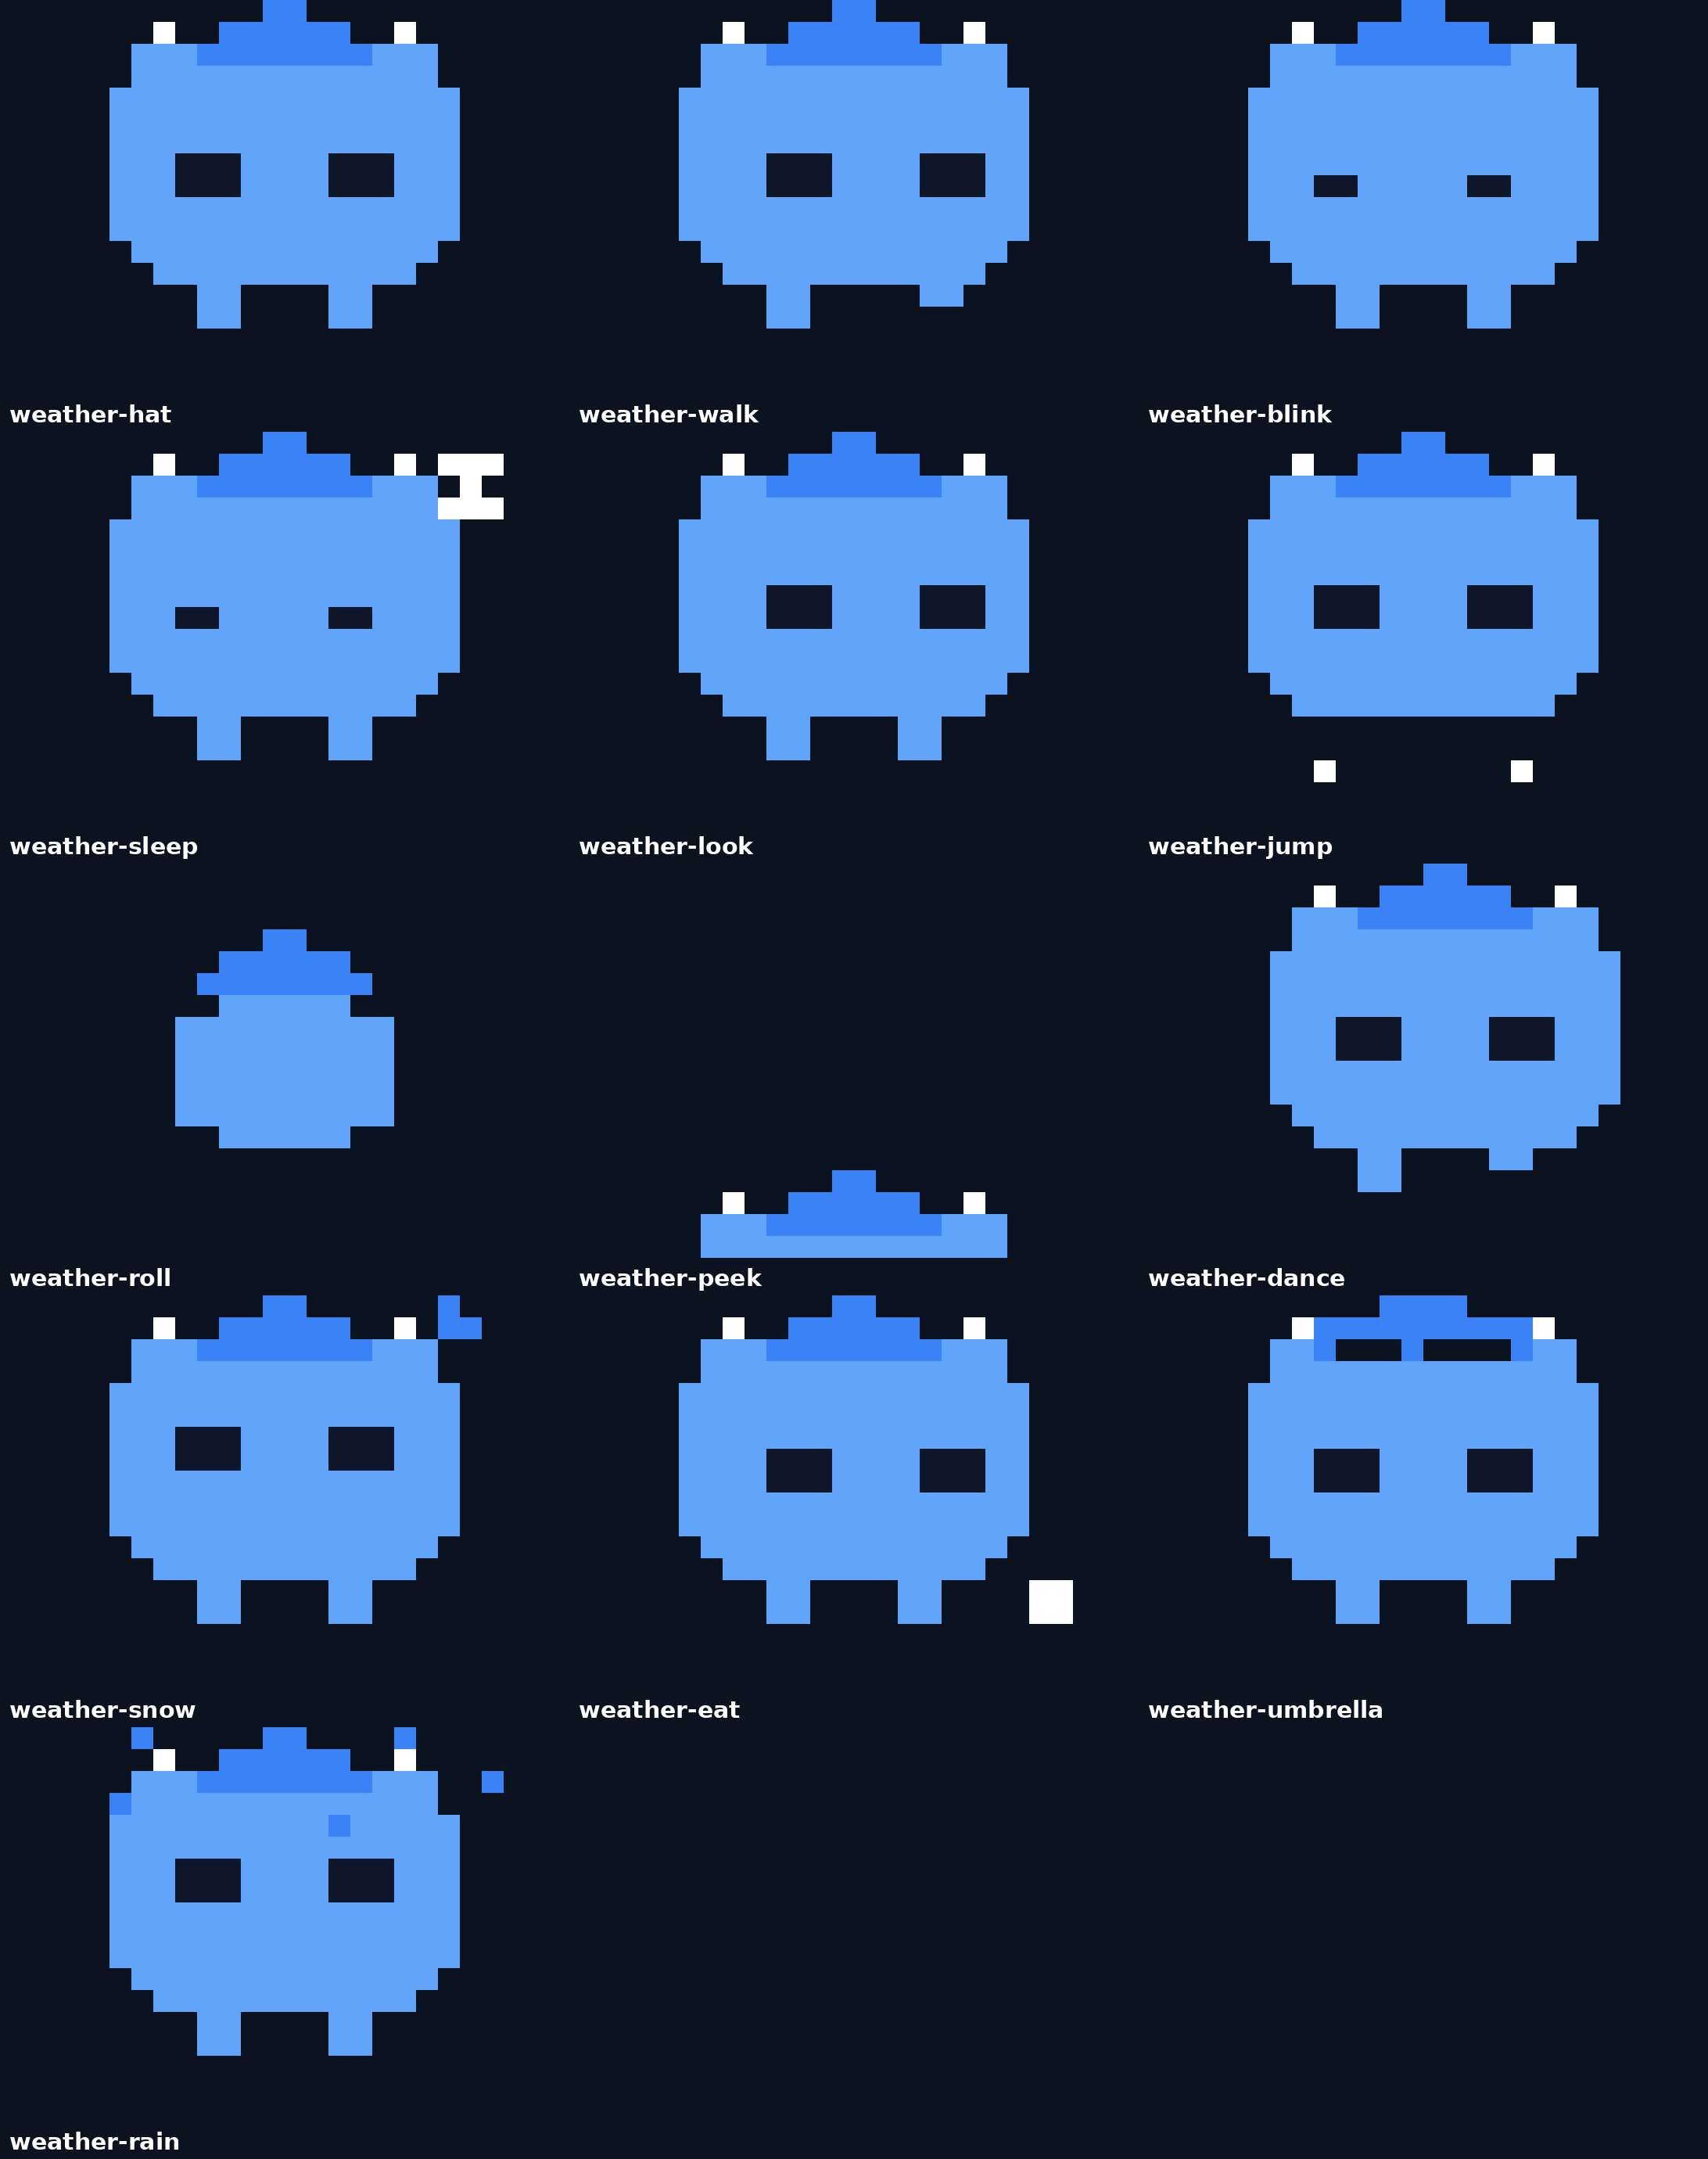 weather-hat
weather-walk
weather-blink
weather-sleep
weather-look
weather-jump
weather-roll
weather-peek
weather-dance
weather-snow
weather-eat
weather-umbrella
weather-rain